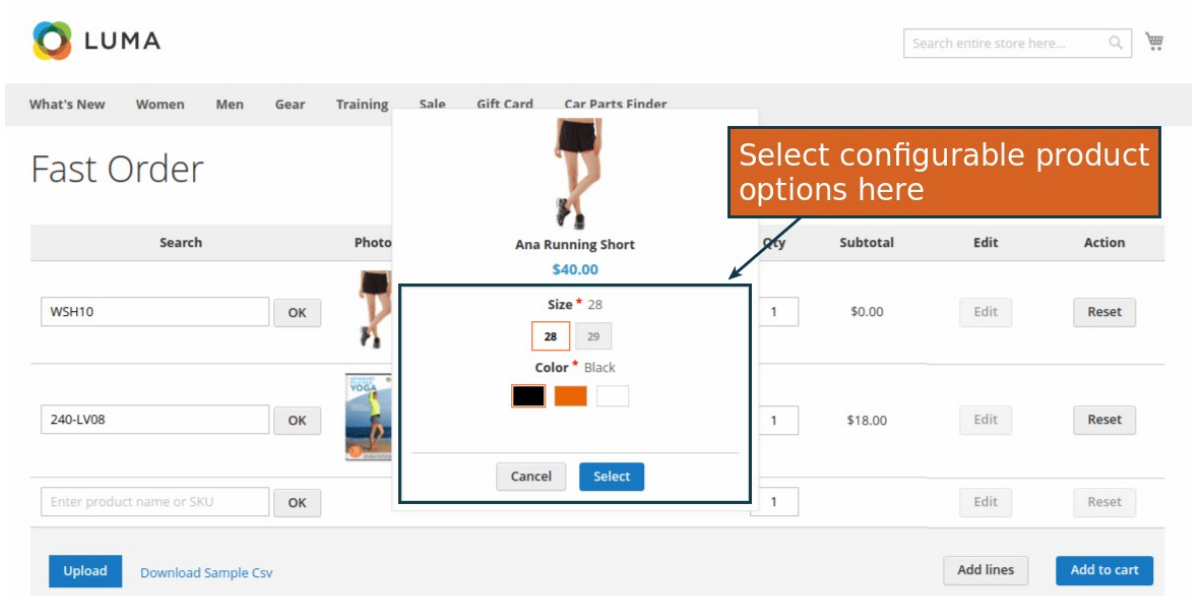 LUMA
Search entire store here...
What's New Women Men Gear Training Sale Gift Card Car Parts Finder
Fast Order
Select configurable product
options here
Search Photo Qty Subtotal Edit Action
Ana Running Short
$40.00
WSH10 OK 1 $0.00 Edit Reset
Size * 28
28 29
Color * Black
YOGA
240-LV08 OK 1 $18.00 Edit Reset
Cancel Select
Enter product name or SKU OK 1 Edit Reset
Upload Download Sample Csv Add lines Add to cart